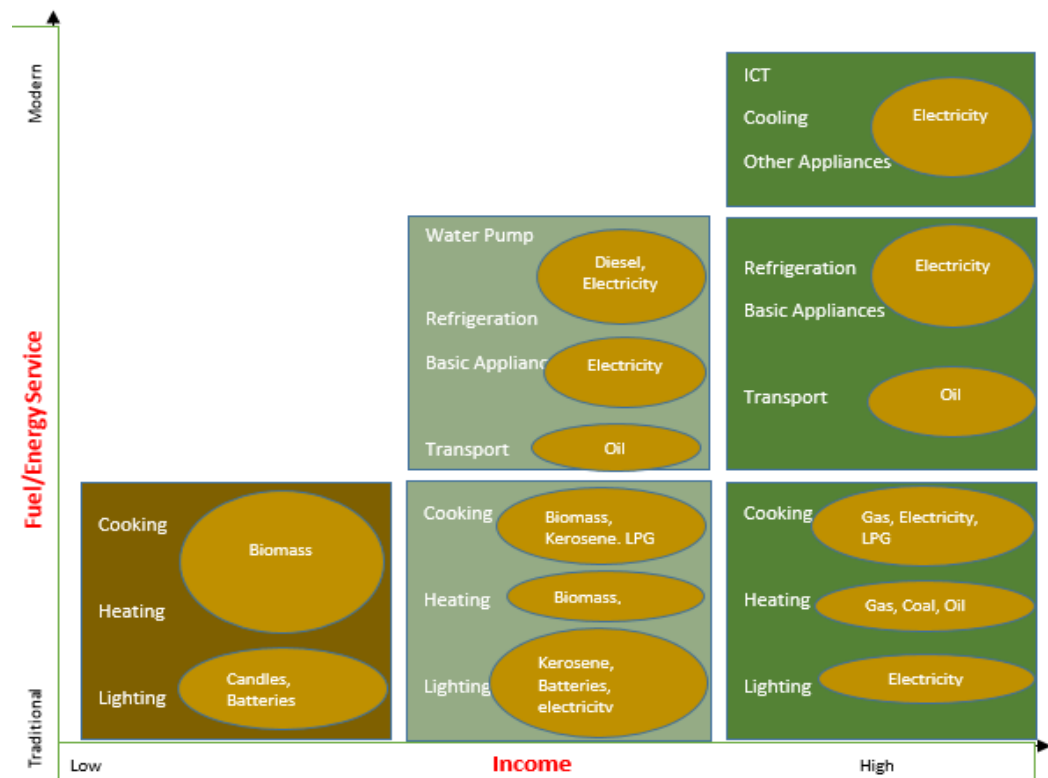 Modern
Fuel/Energy Service
Traditional
ICT
Cooling
Other Appliances
Electricity
Water Pump
Diesel,
Electricity
Refrigeration
Basic Applianc
Electricity
Transport
Oil
Refrigeration
Basic Appliances
Electricity
Transport
Oil
Cooking
Heating
Biomass
Lighting
Candles,
Batteries
Cooking
Biomass,
Kerosene. LPG
Heating
Biomass,
Lighting
Kerosene,
Batteries,
electricity
Cooking
Gas, Electricity,
LPG
Heating
Gas, Coal, Oil
Lighting
Electricity
Low
Income
High